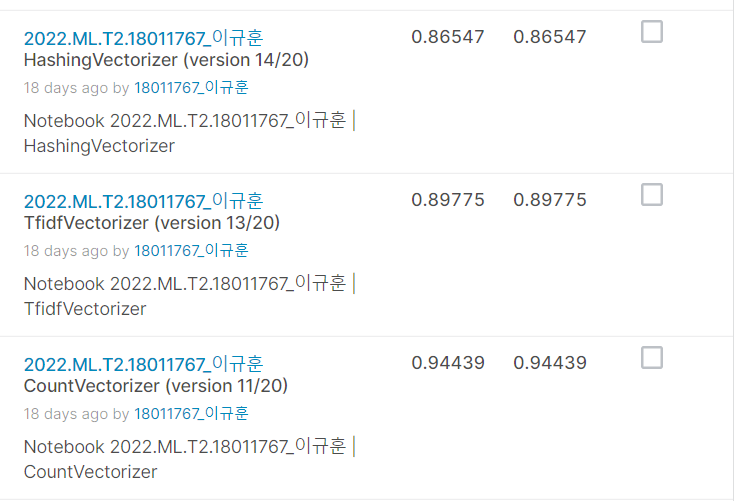 2022.ML.T2.18011767_이규훈 0.86547 0.86547
HashingVectorizer (version 14/20)
18 days ago by 18011767_이규훈
Notebook 2022.ML.T2.18011767_이규훈 |
HashingVectorizer
2022.ML.T2.18011767_이규훈 0.89775 0.89775
TfidfVectorizer (version 13/20)
18 days ago by 18011767_이규훈
Notebook 2022.ML.T2.18011767_이규훈 |
TfidfVectorizer
2022.ML.T2.18011767_이규훈 0.94439 0.94439
CountVectorizer (version 11/20)
18 days ago by 18011767_이규훈
Notebook 2022.ML.T2.18011767_이규훈 |
CountVectorizer